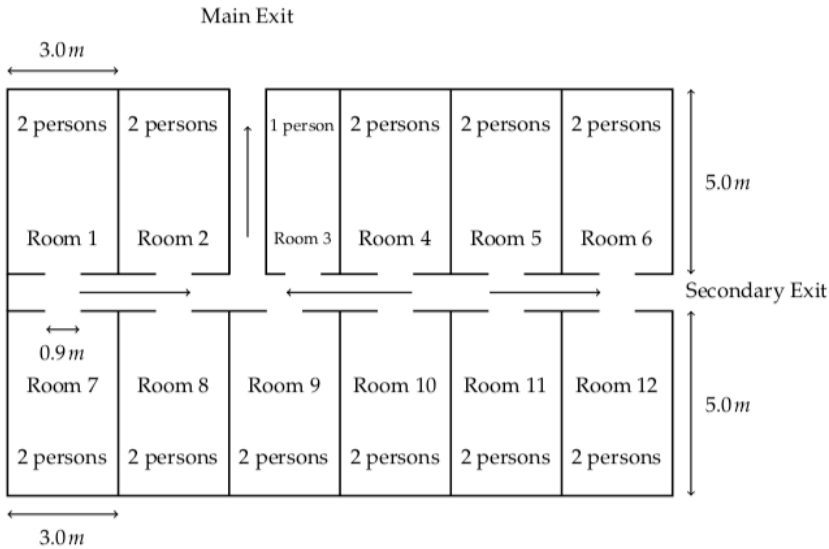 Main Exit
3.0 m
2 persons 2 persons 1 person 2 persons 2 persons 2 persons
5.0 m
Room 1 Room 2 Room 3 Room 4 Room 5 Room 6
Secondary Exit
0.9 m
Room 7 Room 8 Room 9 Room 10 Room 11 Room 12
5.0 m
2 persons 2 persons 2 persons 2 persons 2 persons 2 persons
3.0 m